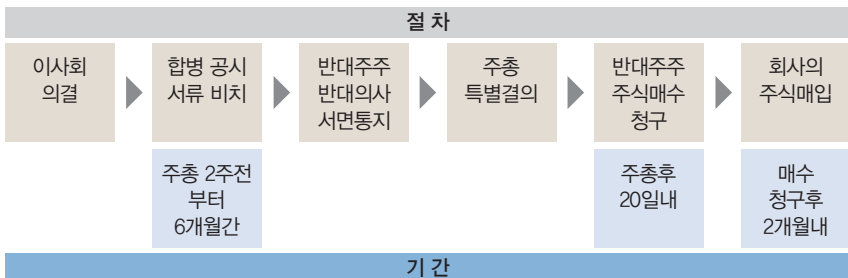 절 차
이사회
의결
합병 공시
서류 비치
반대주주
반대의사
서면통지
주총
특별결의
반대주주
주식매수
청구
회사의
주식매입
주총 2주전
부터
6개월간
주총후
20일내
매수
청구후
2개월내
기 간